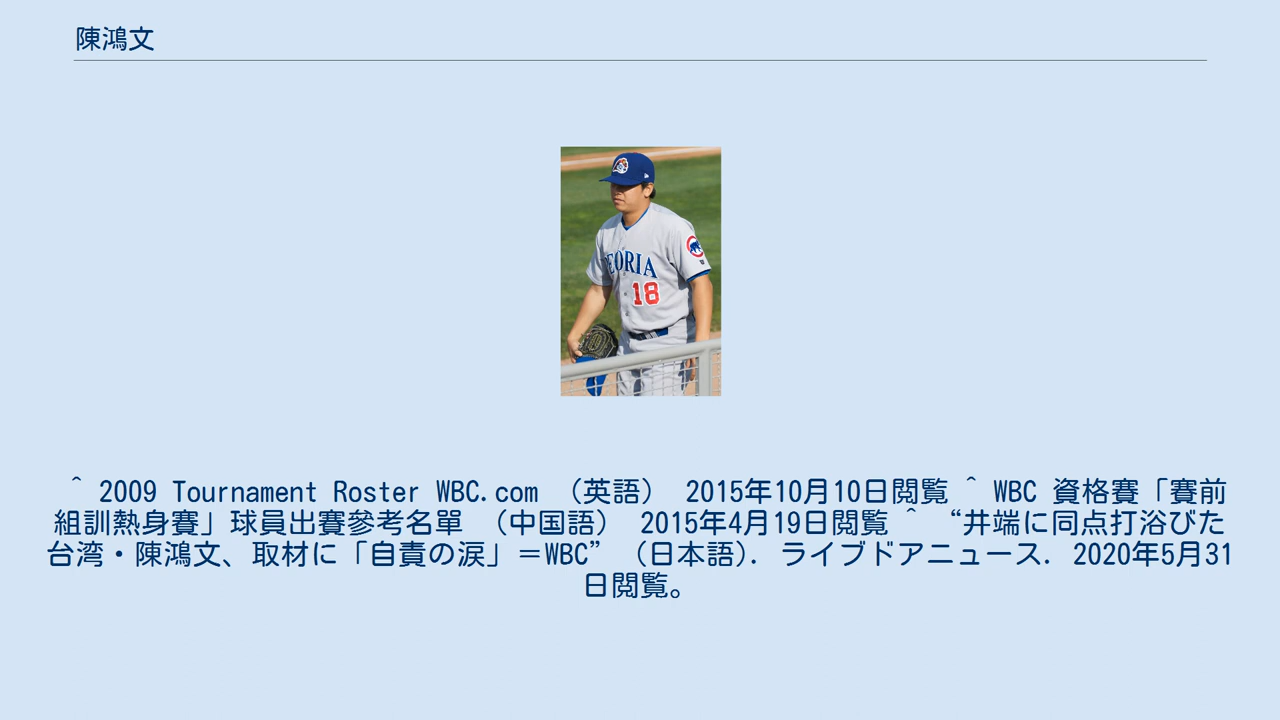 陳鴻文
EORIA
18
^ 2009 Tournament Roster WBC.com （英語） 2015年10月10日閲覧 ^ WBC 資格賽「賽前
組訓熱身賽」球員出賽參考名單 （中国語） 2015年4月19日閲覧 ^ “井端に同点打浴びた
台湾・陳鴻文、取材に「自責の涙」＝WBC” （日本語). ライブドアニュース. 2020年5月31
日閲覧。